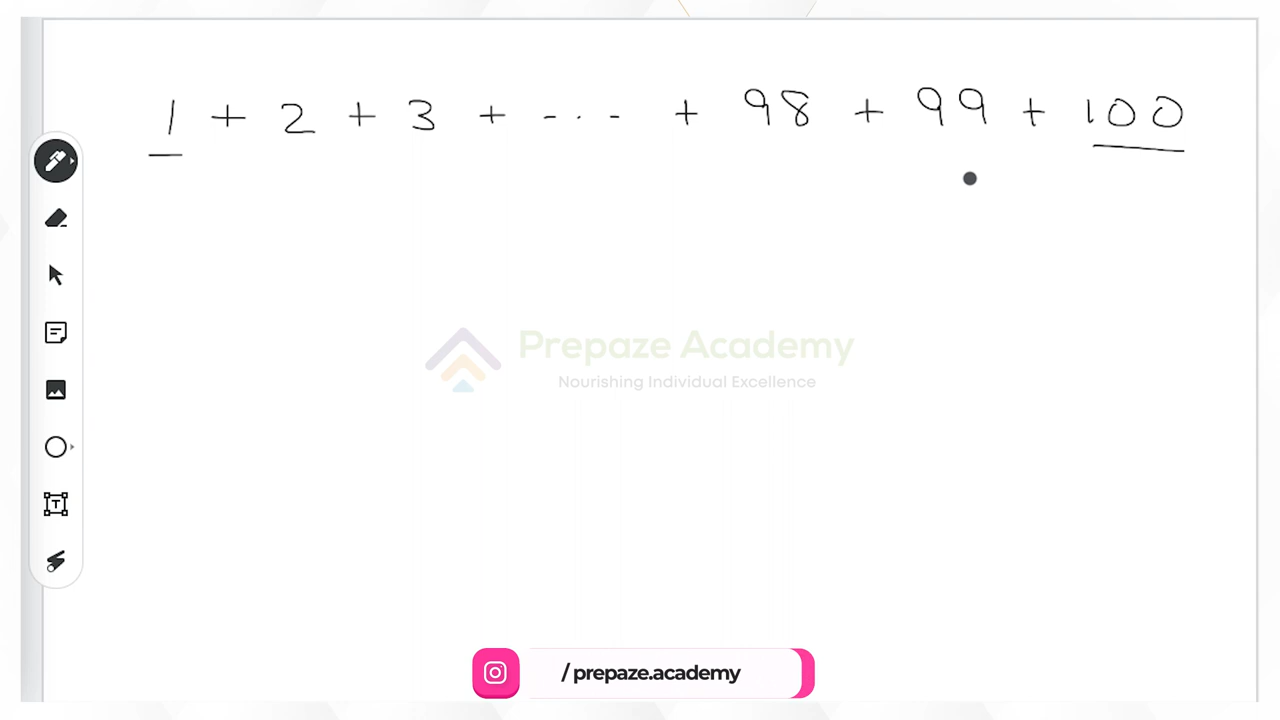 1 + 2 + 3 + - · · - + 98 + 99 + 100
Prepaze Academy
Nourishing Individual Excellence
T
/ prepaze.academy